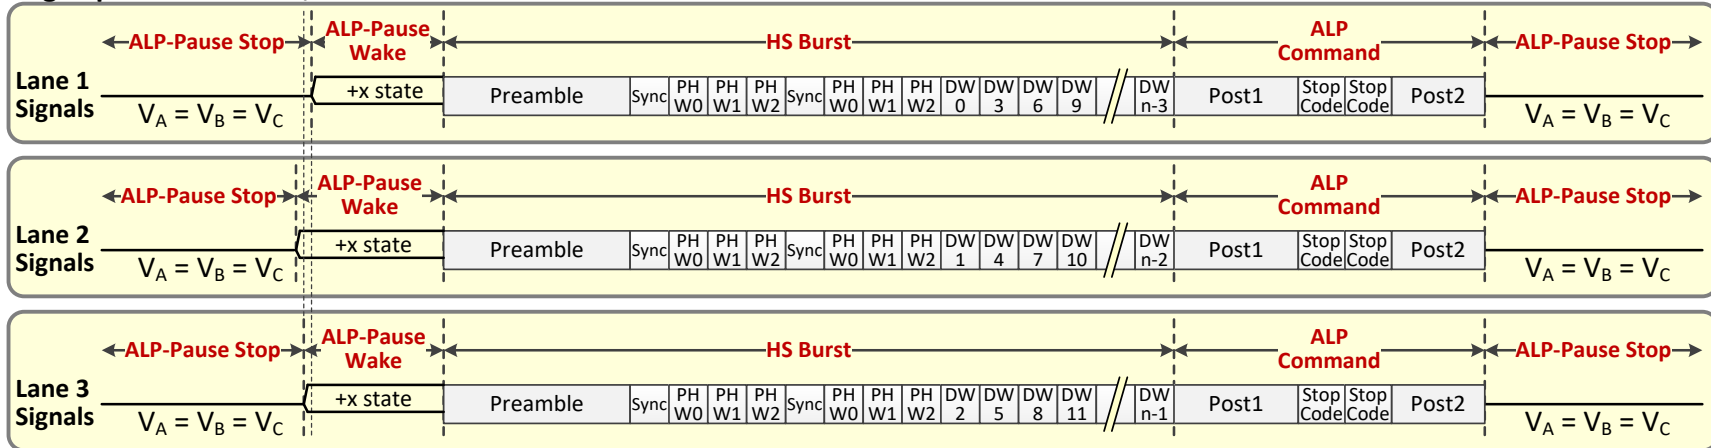 ALP-Pause Stop ALP-Pause Wake HS Burst ALP Command ALP-Pause Stop
Lane 1 Signals
VA = VB = VC +x state Preamble Sync PH W0 PH W1 PH W2 Sync PH W0 PH W1 PH W2 DW 0 DW 3 DW 6 DW 9 DW n-3 Post1 Stop Code Stop Code Post2 VA = VB = VC
ALP-Pause Stop ALP-Pause Wake HS Burst ALP Command ALP-Pause Stop
Lane 2 Signals
VA = VB = VC +x state Preamble Sync PH W0 PH W1 PH W2 Sync PH W0 PH W1 PH W2 DW 1 DW 4 DW 7 DW 10 DW n-2 Post1 Stop Code Stop Code Post2 VA = VB = VC
ALP-Pause Stop ALP-Pause Wake HS Burst ALP Command ALP-Pause Stop
Lane 3 Signals
VA = VB = VC +x state Preamble Sync PH W0 PH W1 PH W2 Sync PH W0 PH W1 PH W2 DW 2 DW 5 DW 8 DW 11 DW n-1 Post1 Stop Code Stop Code Post2 VA = VB = VC